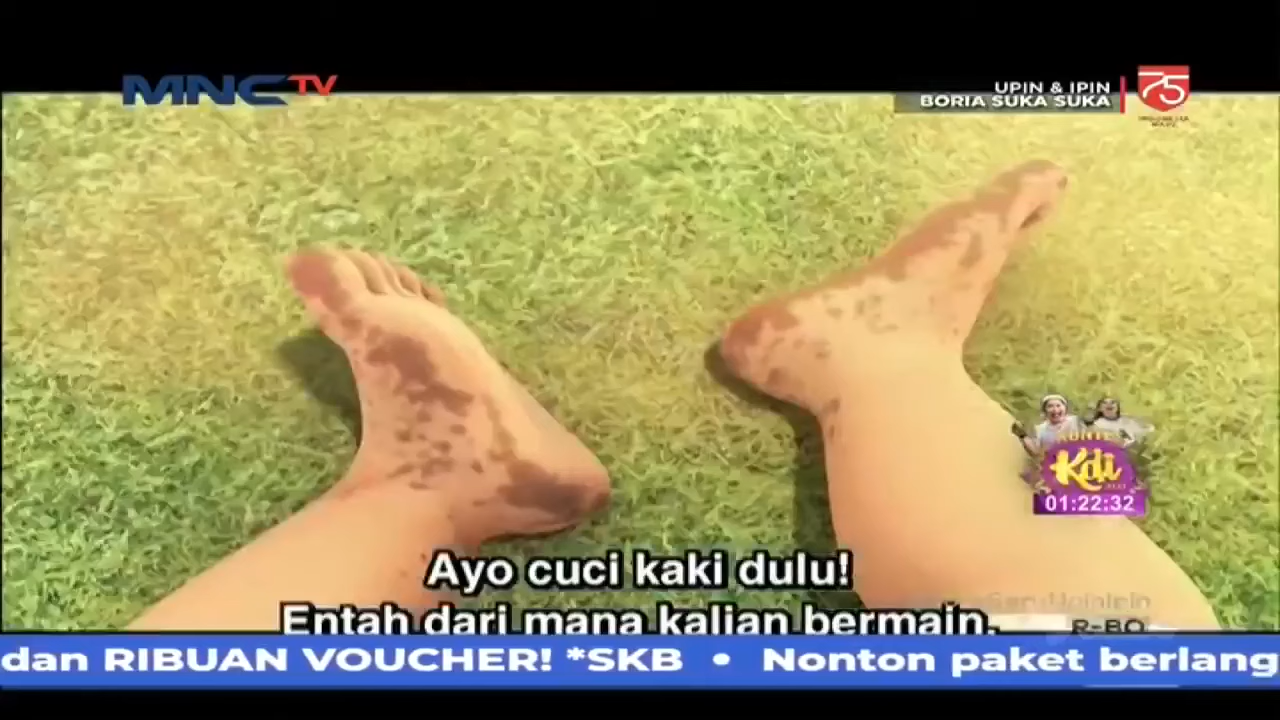 MNCTV
UPIN & IPIN
BORIA SUKA SUKA
75
Kdi
01:22:32
Ayo cuci kaki dulu!
Entah dari mana kalian bermain.
R-BO
dan RIBUAN VOUCHER! *SKB • Nonton paket berlang